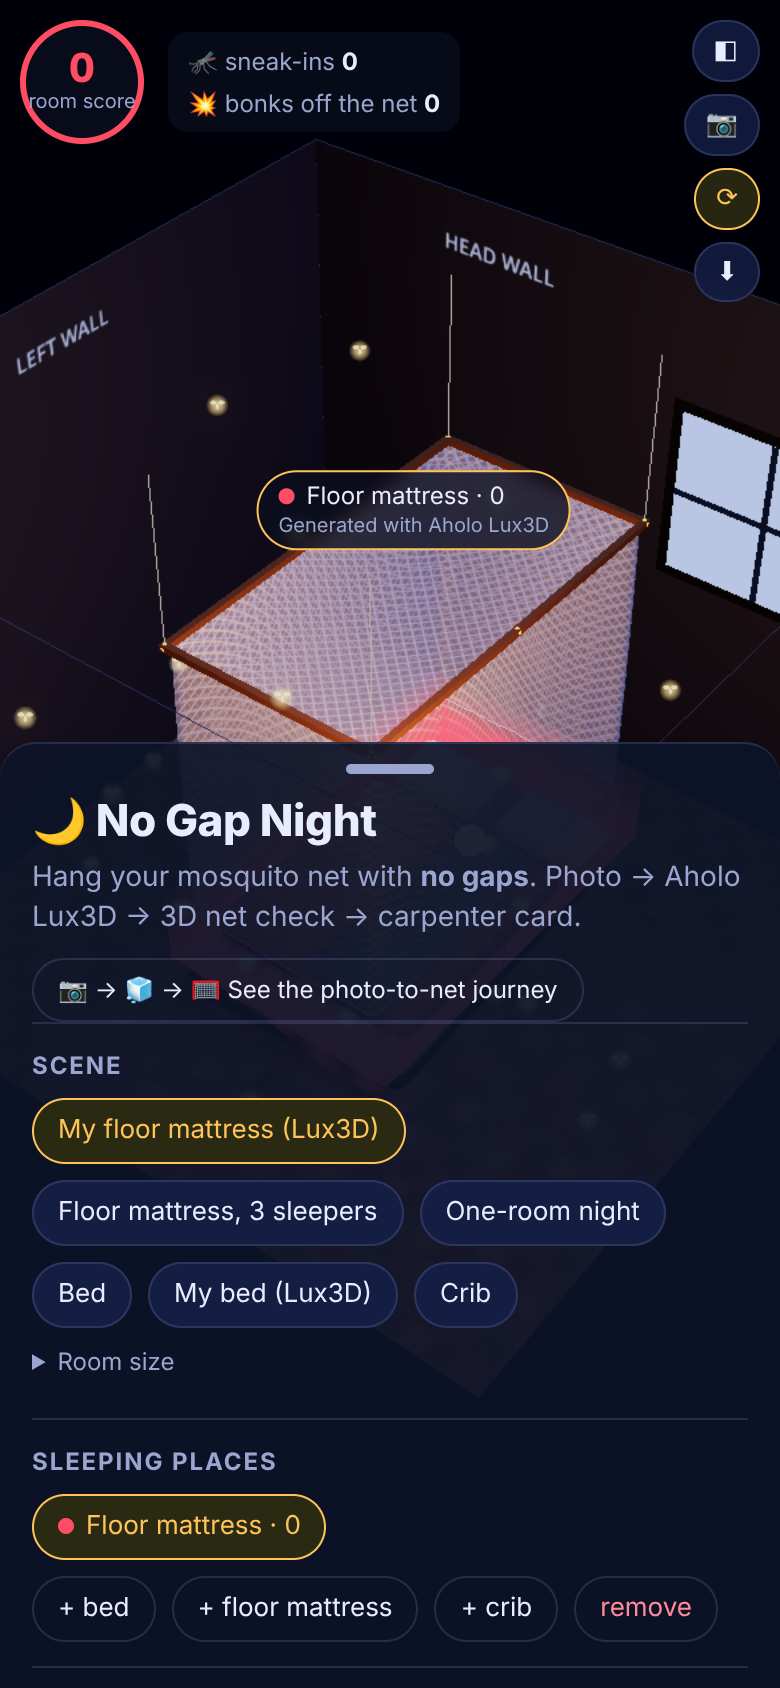 0
room score
🦟 sneak-ins 0
💥 bonks off the net 0
HEAD WALL
LEFT WALL
Floor mattress · 0
Generated with Aholo Lux3D
🌙 No Gap Night
Hang your mosquito net with no gaps. Photo → Aholo
Lux3D → 3D net check → carpenter card.
📷 → 🧊 → 🥅 See the photo-to-net journey
SCENE
My floor mattress (Lux3D)
Floor mattress, 3 sleepers
One-room night
Bed
My bed (Lux3D)
Crib
▶ Room size
SLEEPING PLACES
Floor mattress · 0
+ bed
+ floor mattress
+ crib
remove